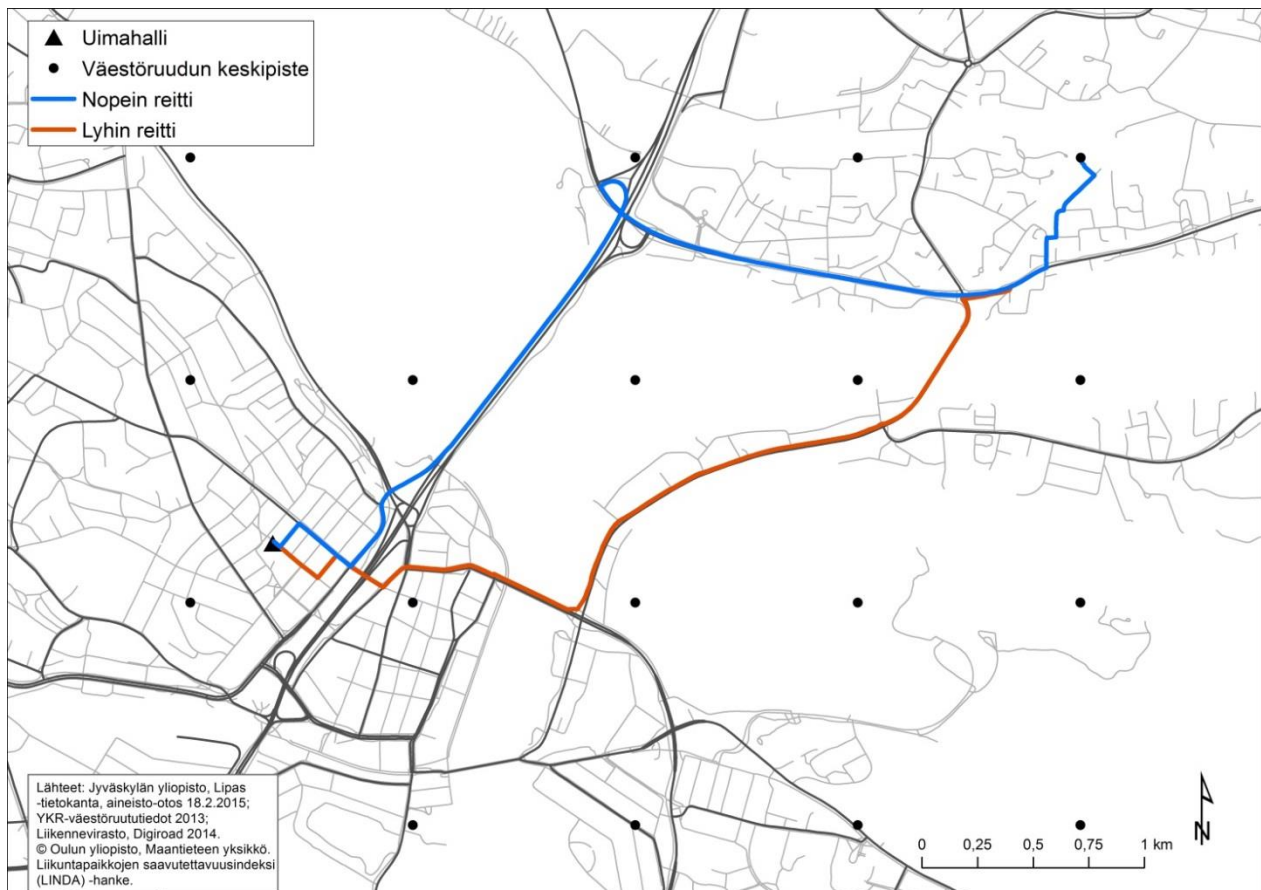 Uimahalli
Väestöruudun keskipiste
Nopein reitti
Lyhin reitti
Lähteet: Jyväskylän yliopisto, Lipas
-tietokanta, aineisto-otos 18.2.2015;
YKR-väestöruututiedot 2013;
Liikennevirasto, Digiroad 2014.
© Oulun yliopisto, Maantieteen yksikkö.
Liikuntapaikkojen saavutettavuusindeksi
(LINDA) -hanke.
0 0,25 0,5 1 km
N